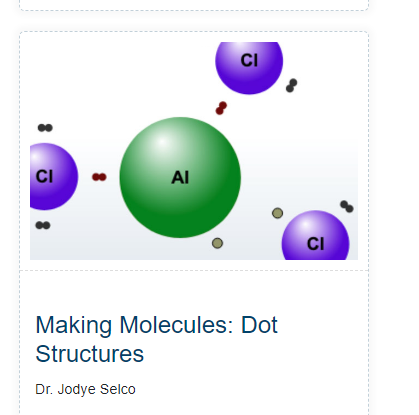 Cl
Cl
Al
Cl
Making Molecules: Dot
Structures
Dr. Jodye Selco